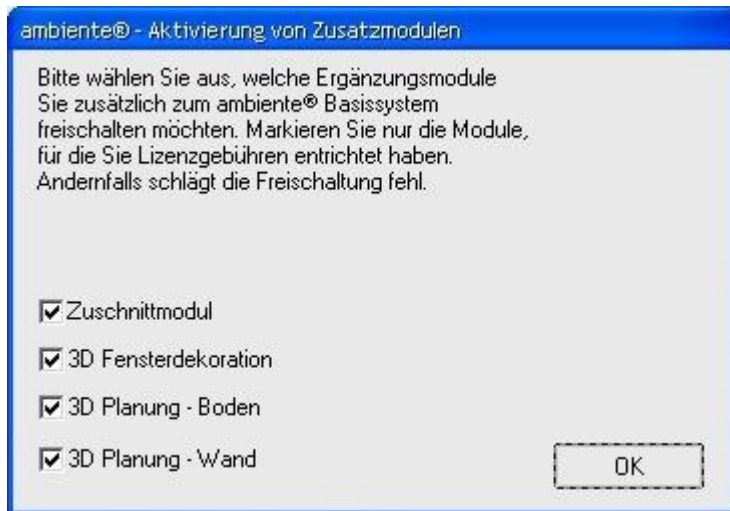 ambiente® - Aktivierung von Zusatzmodulen
Bitte wählen Sie aus, welche Ergänzungsmodule
Sie zusätzlich zum ambiente® Basissystem
freischalten möchten. Markieren Sie nur die Module,
für die Sie Lizenzgebühren entrichtet haben.
Andernfalls schlägt die Freischaltung fehl.
Zuschnittmodul
3D Fensterdekoration
3D Planung - Boden
3D Planung - Wand
OK